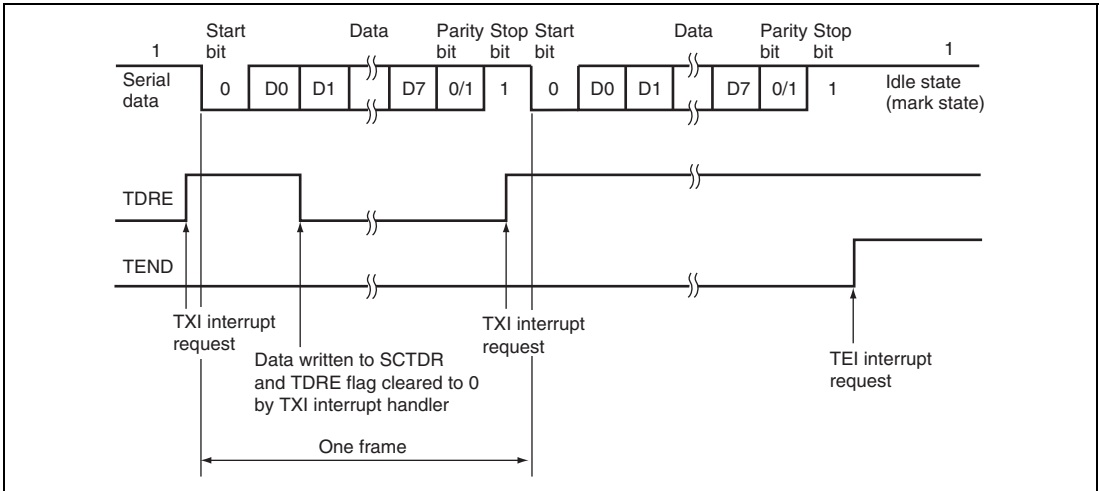 Start bit
Data
Parity bit
Stop bit
Start bit
Data
Parity bit
Stop bit
1
1
Serial data
0
D0
D1
D7
0/1
1
0
D0
D1
D7
0/1
1
Idle state
(mark state)
TDRE
TEND
TXI interrupt
request
Data written to SCTDR
and TDRE flag cleared to 0
by TXI interrupt handler
TXI interrupt
request
TEI interrupt
request
One frame